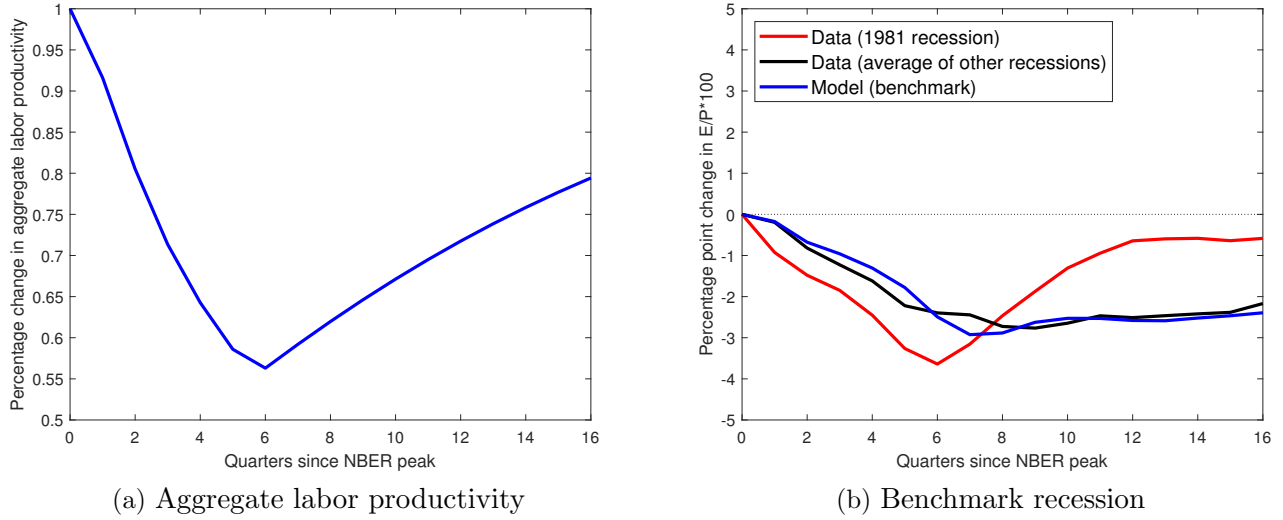 Percentage change in aggregate labor productivity
1
0.95
0.9
0.85
0.8
0.75
0.7
0.65
0.6
0.55
0.5
0 2 4 6 8 10 12 14 16
Quarters since NBER peak
(a) Aggregate labor productivity
Percentage point change in E/P*100
5
4
3
2
1
0
-1
-2
-3
-4
-5
Data (1981 recession)
Data (average of other recessions)
Model (benchmark)
0 2 4 6 8 10 12 14 16
Quarters since NBER peak
(b) Benchmark recession